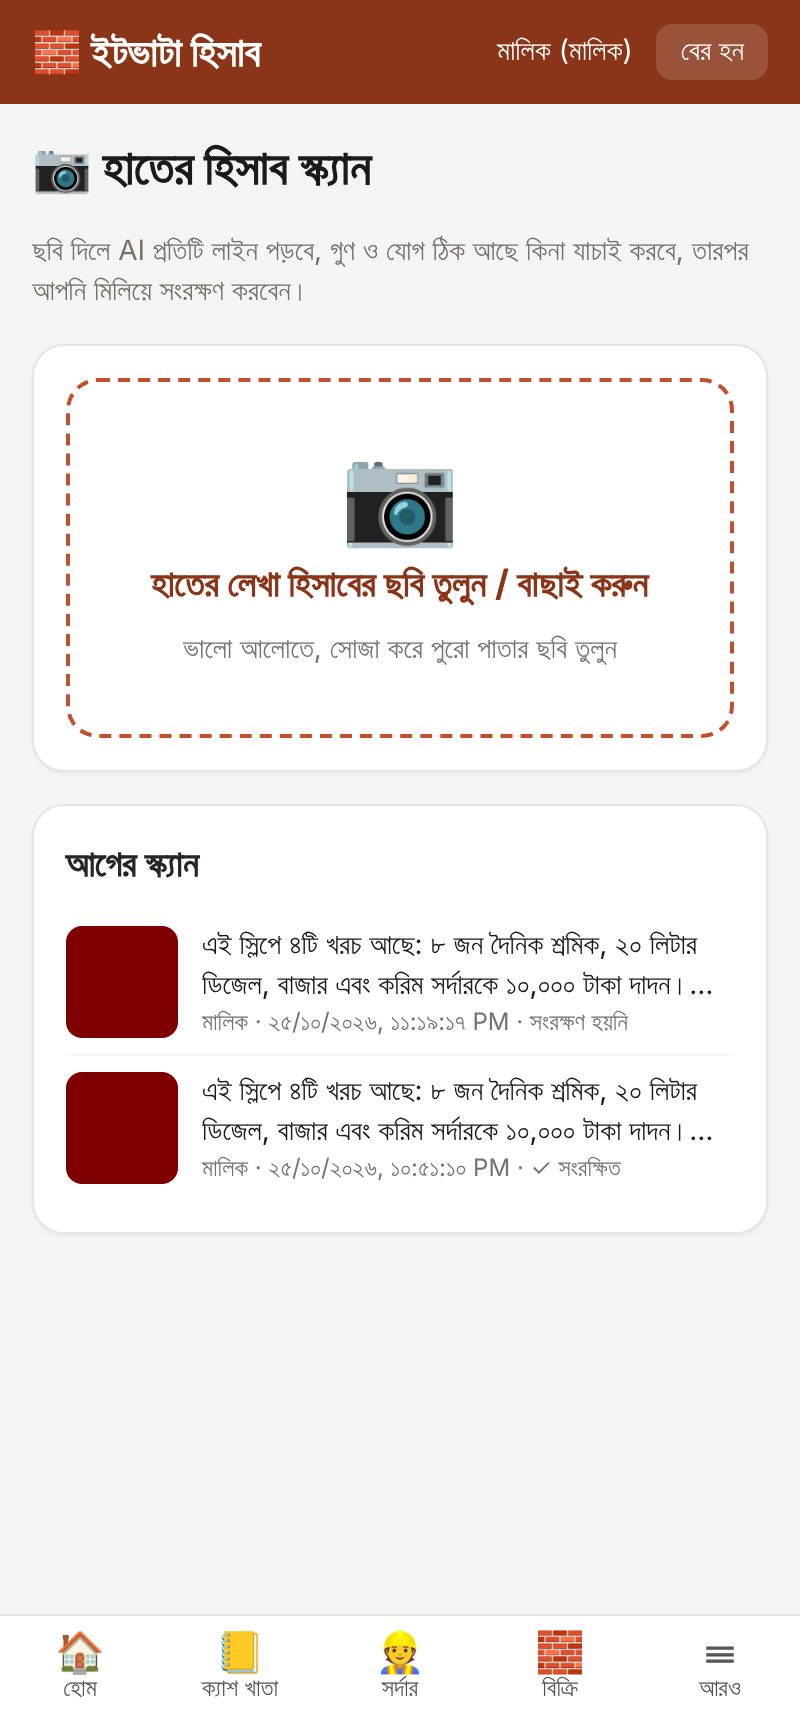 ইটভাটা হিসাব
মালিক (মালিক)
বের হন
হাতের হিসাব স্ক্যান
ছবি দিলে AI প্রতিটি লাইন পড়বে, গুণ ও যোগ ঠিক আছে কিনা যাচাই করবে, তারপর
আপনি মিলিয়ে সংরক্ষণ করবেন।
হাতের লেখা হিসাবের ছবি তুলুন / বাছাই করুন
ভালো আলোতে, সোজা করে পুরো পাতার ছবি তুলুন
আগের স্ক্যান
এই স্লিপে ৪টি খরচ আছে: ৮ জন দৈনিক শ্রমিক, ২০ লিটার
ডিজেল, বাজার এবং করিম সর্দারকে ১০,০০০ টাকা দাদন।...
মালিক · ২৫/১০/২০২৬, ১১:১৯:১৭ PM · সংরক্ষণ হয়নি
এই স্লিপে ৪টি খরচ আছে: ৮ জন দৈনিক শ্রমিক, ২০ লিটার
ডিজেল, বাজার এবং করিম সর্দারকে ১০,০০০ টাকা দাদন।...
মালিক · ২৫/১০/২০২৬, ১০:৫১:১০ PM · ✓ সংরক্ষিত
হোম
ক্যাশ খাতা
সর্দার
বিক্রি
আরও